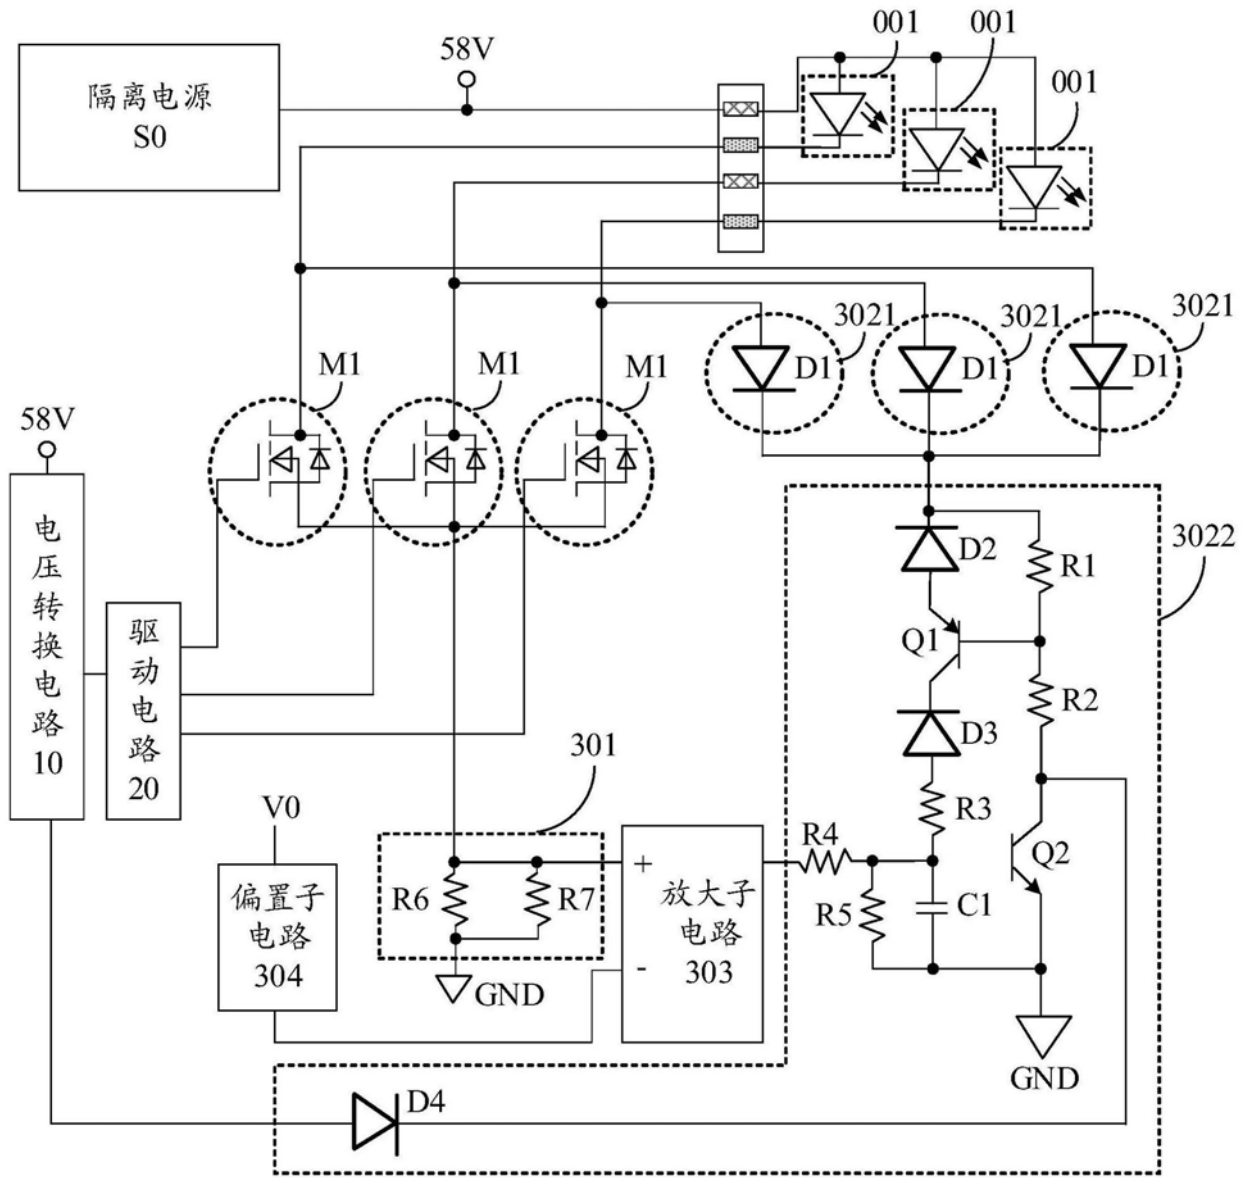 001
001
001
58V
隔离电源
S0
3021
3021
3021
M1
M1
M1
D1
D1
D1
58V
电压转换电路
10
驱动电路
20
D2
R1
3022
Q1
R2
D3
301
R3
V0
R4
Q2
偏置子
电路
304
R6
R7
+
-
放大子
电路
303
R5
C1
GND
GND
D4